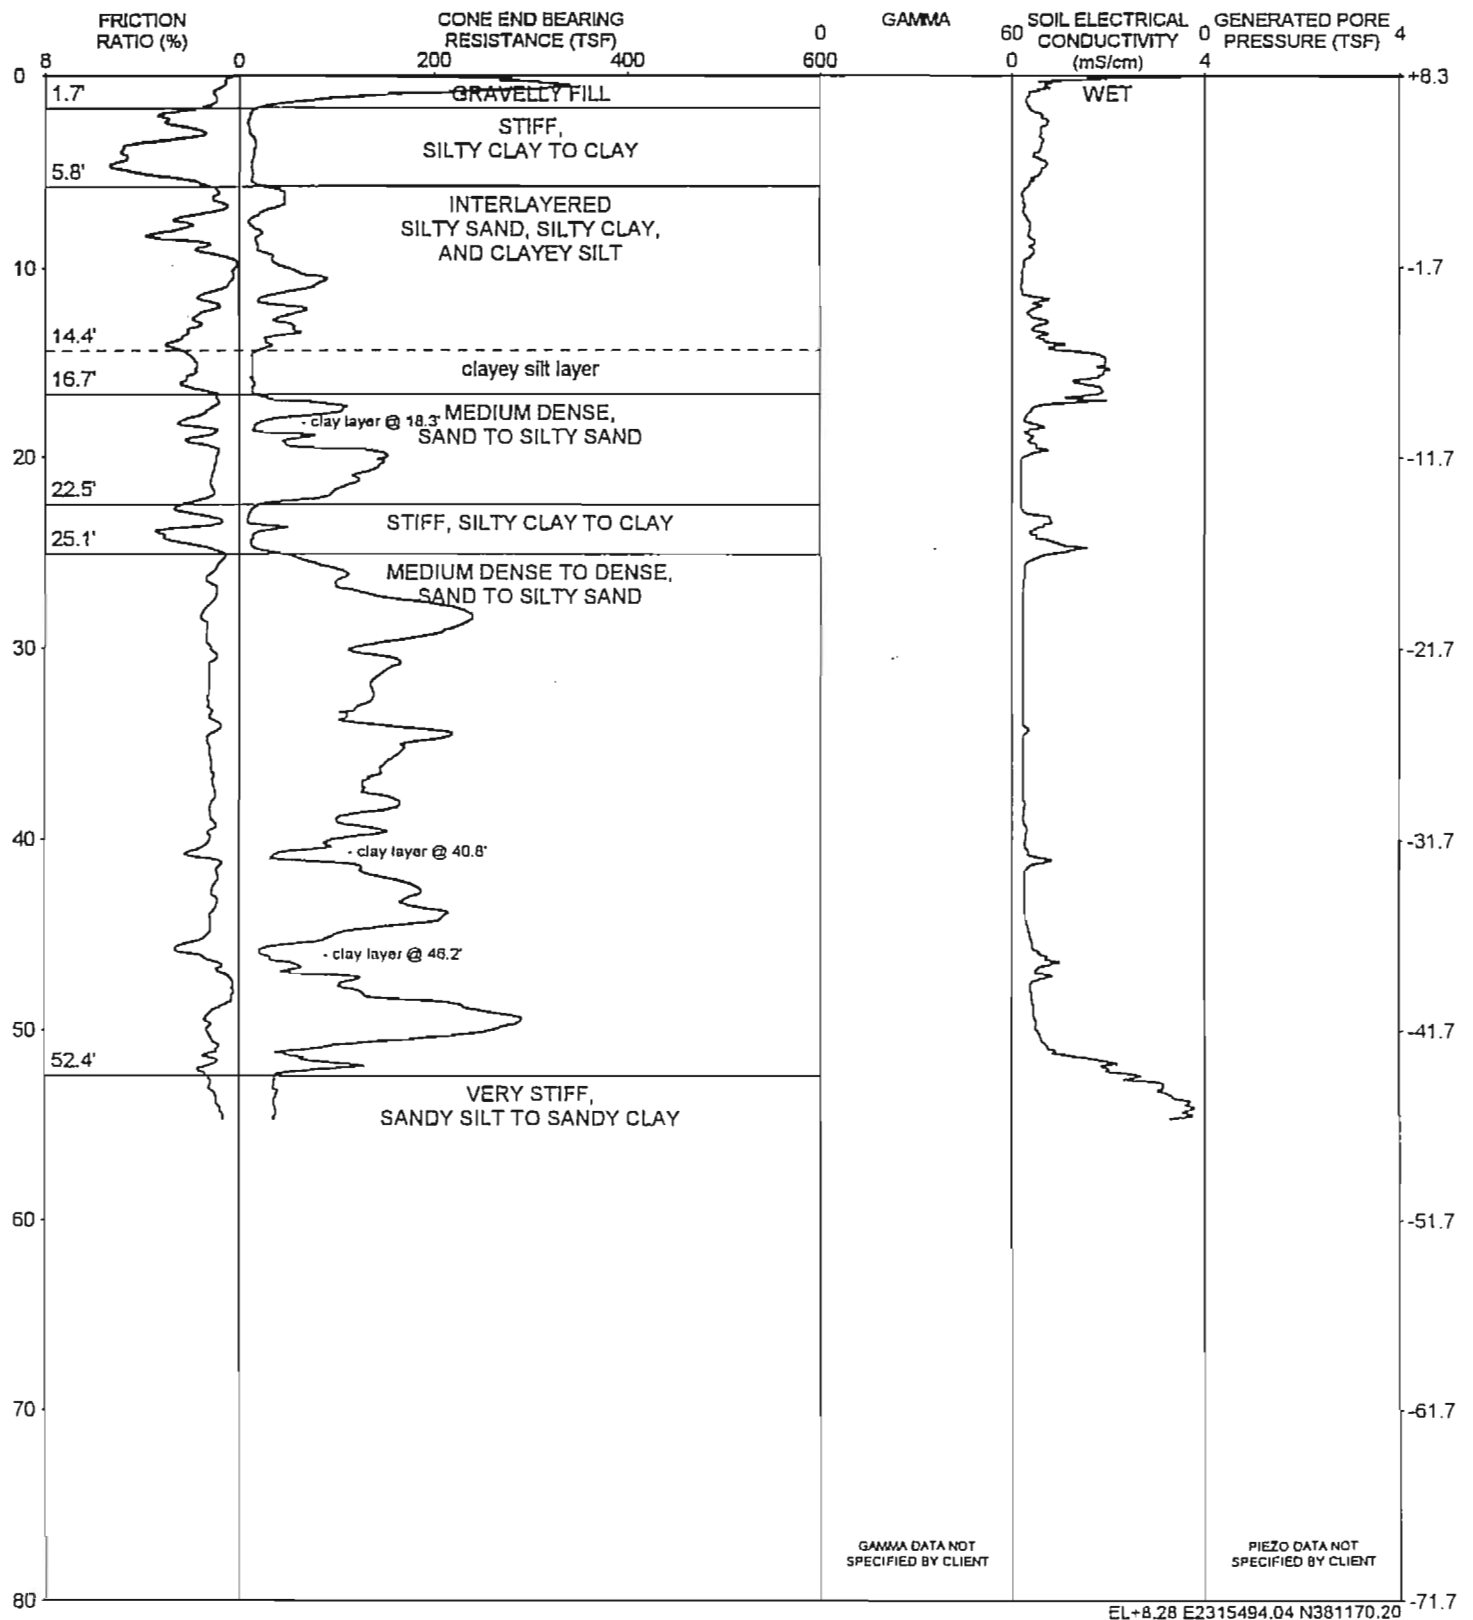 FRICTION
RATIO (%)
CONE END BEARING
RESISTANCE (TSF)
0
GAMMA
60
SOIL ELECTRICAL
CONDUCTIVITY
(mS/cm)
0
GENERATED PORE
PRESSURE (TSF)
4
8
0
200
400
600
0
4
0
0
+8.3
1.7'
GRAVELLY FILL
WET
STIFF,
SILTY CLAY TO CLAY
5.8'
INTERLAYERED
SILTY SAND, SILTY CLAY,
AND CLAYEY SILT
10
-1.7
14.4'
clayey silt layer
16.7'
MEDIUM DENSE,
- clay layer @ 18.3'
SAND TO SILTY SAND
20
-11.7
22.5'
STIFF, SILTY CLAY TO CLAY
25.1'
MEDIUM DENSE TO DENSE,
SAND TO SILTY SAND
30
-21.7
40
-31.7
- clay layer @ 40.8'
- clay layer @ 46.2'
50
-41.7
52.4'
VERY STIFF,
SANDY SILT TO SANDY CLAY
60
-51.7
70
-61.7
GAMMA DATA NOT
SPECIFIED BY CLIENT
PIEZO DATA NOT
SPECIFIED BY CLIENT
80
-71.7
EL+8.28 E2315494.04 N381170.20